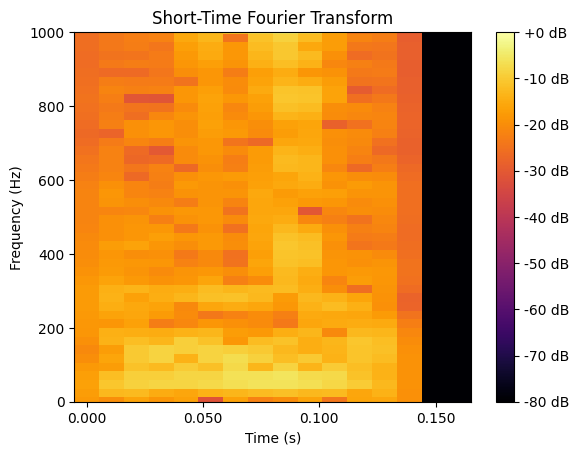 Short-Time Fourier Transform
1000
800
600
400
200
0
Frequency (Hz)
0.000
0.050
0.100
0.150
Time (s)
+0 dB
-10 dB
-20 dB
-30 dB
-40 dB
-50 dB
-60 dB
-70 dB
-80 dB